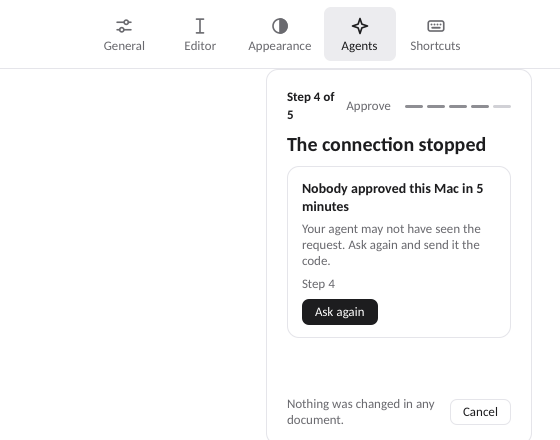 General
Editor
Appearance
Agents
Shortcuts
Step 4 of
5
Approve
The connection stopped
Nobody approved this Mac in 5
minutes
Your agent may not have seen the
request. Ask again and send it the
code.
Step 4
Ask again
Nothing was changed in any
document.
Cancel